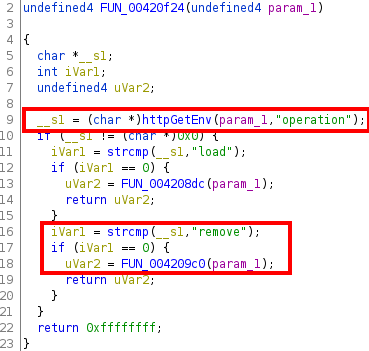 2 undefined4 FUN_00420f24(undefined4 param_1)
3
4 {
5 char *__s1;
6 int iVar1;
7 undefined4 uVar2;
8
9 __s1 = (char *)httpGetEnv(param_1,"operation");
10 if (__s1 != (char *)0x0) {
11 iVar1 = strcmp(__s1,"load");
12 if (iVar1 == 0) {
13 uVar2 = FUN_004208dc(param_1);
14 return uVar2;
15 }
16 iVar1 = strcmp(__s1,"remove");
17 if (iVar1 == 0) {
18 uVar2 = FUN_004209c0(param_1);
19 return uVar2;
20 }
21 }
22 return 0xffffffff;
23 }